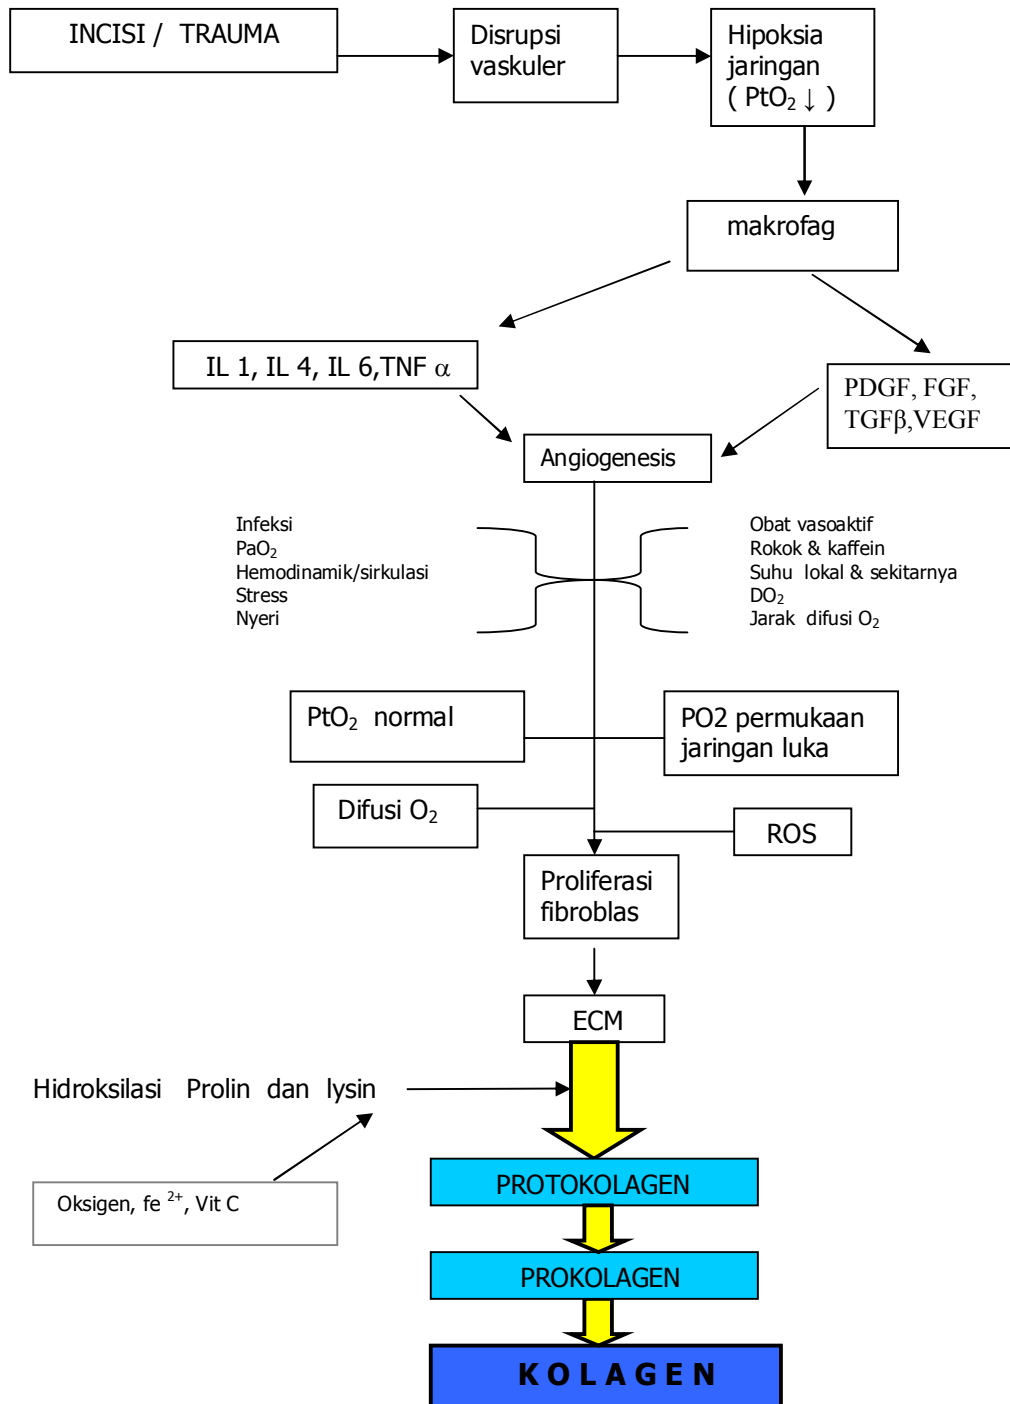 INCISI / TRAUMA
Disrupsi
vaskuler
Hipoksia
jaringan
( PtO₂ ↓ )
makrofag
IL 1, IL 4, IL 6,TNF α
PDGF, FGF,
TGFβ,VEGF
Angiogenesis
Infeksi
PaO₂
Hemodinamik/sirkulasi
Stress
Nyeri
Obat vasoaktif
Rokok & kaffein
Suhu lokal & sekitarnya
DO₂
Jarak difusi O₂
PtO₂ normal
PO2 permukaan
jaringan luka
Difusi O₂
ROS
Proliferasi
fibroblas
ECM
Hidroksilasi Prolin dan lysin
Oksigen, fe ²⁺, Vit C
PROTOKOLAGEN
PROKOLAGEN
K O L A G E N